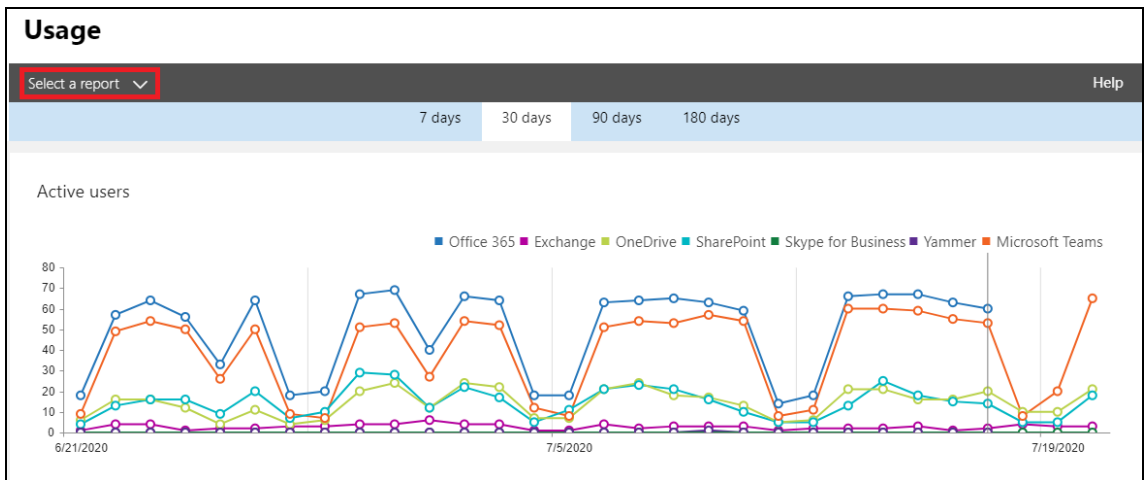 Usage
Select a report
Help
7 days 30 days 90 days 180 days
Active users
Office 365 Exchange OneDrive SharePoint Skype for Business Yammer Microsoft Teams
80
70
60
50
40
30
20
10
0
6/21/2020 7/5/2020 7/19/2020